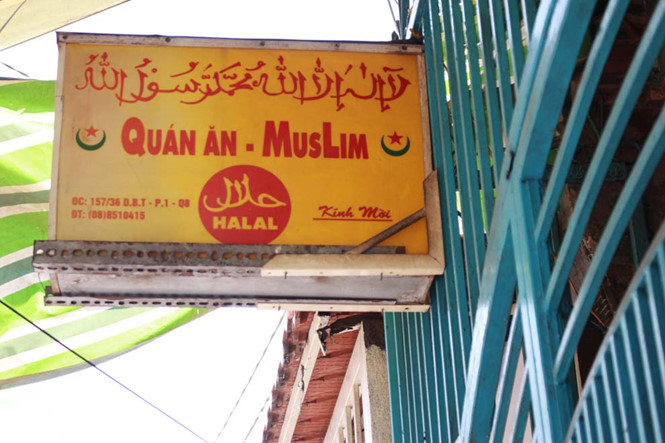 لا إله إلا الله محمد رسول الله
QUÁN ĂN - MUSLIM
حلال
HALAL
ĐC: 157/36 D.B.T - P.1 - Q8
ĐT: (08)8510415
Kính Mời